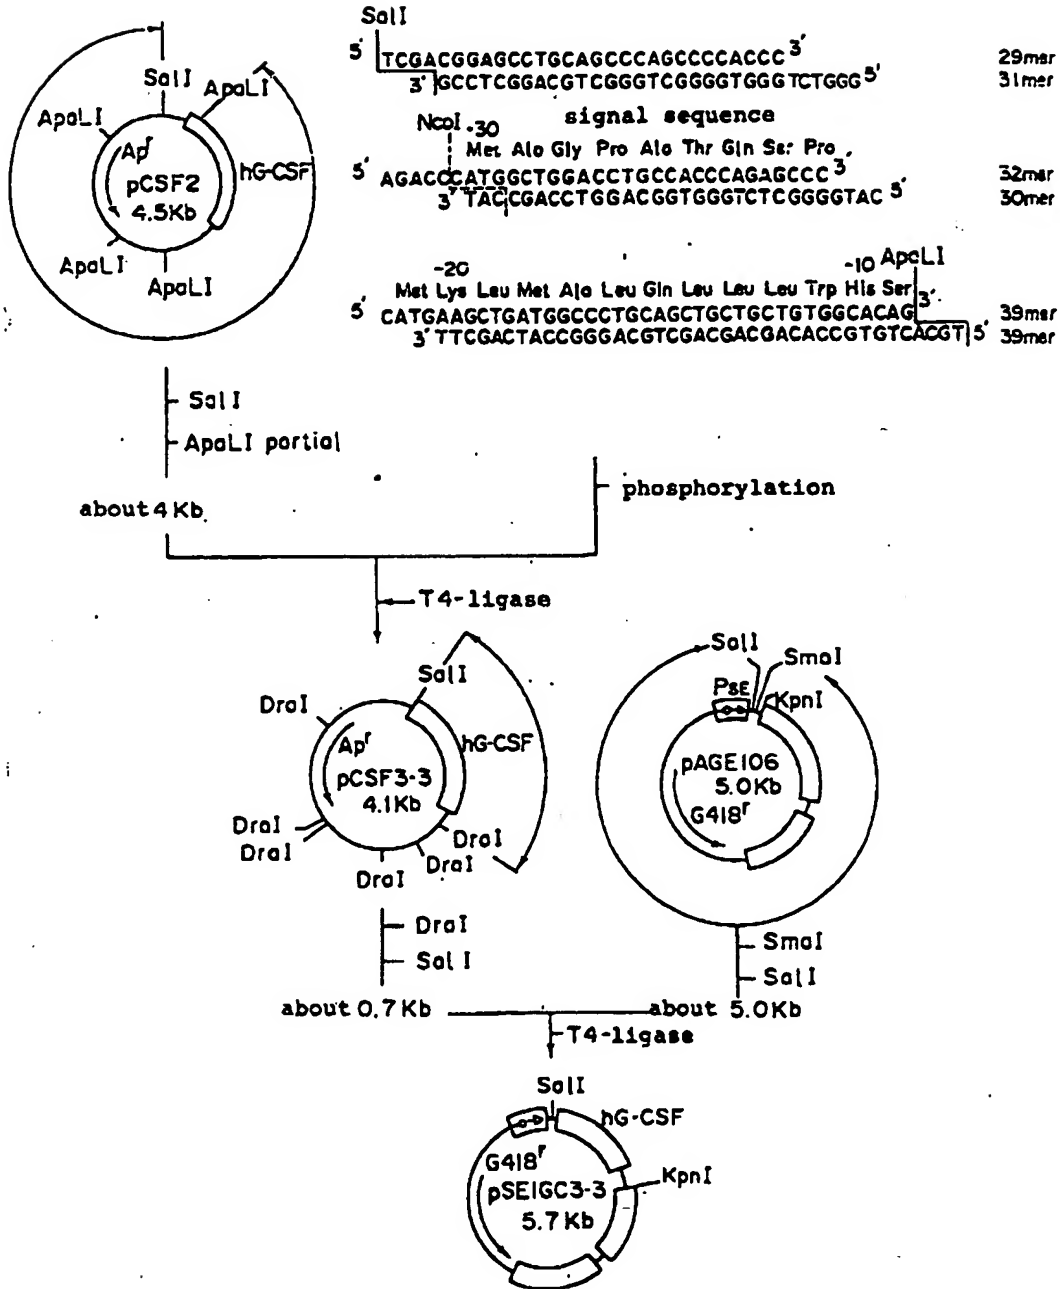 SalI
5' TCGACGGAGCCTGCAGCCCAGCCCCACCC 3' 29mer
3' GCCTCGGACGTCGGGTCGGGGTGGGTCTGGG 5' 31mer
signal sequence
NcoI -30
Met Ala Gly Pro Ala Thr Gln Ser Pro
5' AGACCCATGGCTGGACCTGCCACCCAGAGCCC 3' 32mer
3' TACCGACCTGGACGGTGGGTCTCGGGGTAC 5' 30mer
-20 -10 ApaLI
Met Lys Leu Met Ala Leu Gln Leu Leu Leu Trp His Ser
5' CATGAAGCTGATGGCCCTGCAGCTGCTGCTGTGGCACAG 3' 39mer
3' TTCGACTACCGGGACGTCGACGACGACACCGTGTCACGT 5' 39mer
SalI
ApaLI
ApaLI
Apʳ
hG-CSF
pCSF2
4.5Kb
ApaLI
ApaLI
SalI
ApaLI partial
about 4 Kb
phosphorylation
T4-ligase
SalI
DraI
Apʳ
hG-CSF
pCSF3-3
4.1Kb
DraI
DraI
DraI
DraI
DraI
SalI
SmaI
PSE
KpnI
pAGE106
5.0Kb
G418ʳ
DraI
SalI
about 0.7Kb
SmaI
SalI
about 5.0Kb
T4-ligase
SalI
hG-CSF
G418ʳ
pSE1GC3-3
5.7Kb
KpnI